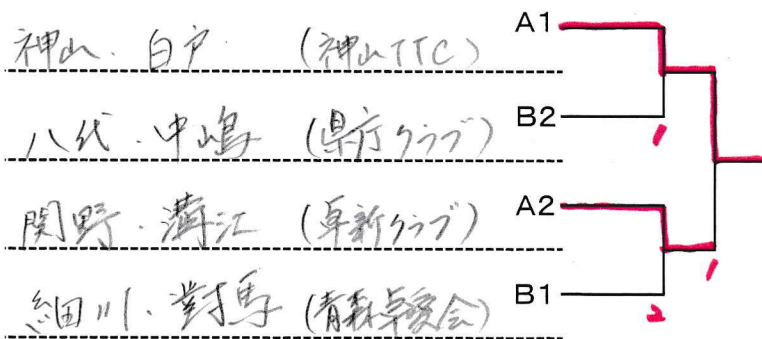 神山・白戸 (神山TTC) A1
八代・中嶋 (県庁クラブ) B2
1
関野・溝江 (卓新クラブ) A2
1
細川・對馬 (青森卓愛会) B1
2